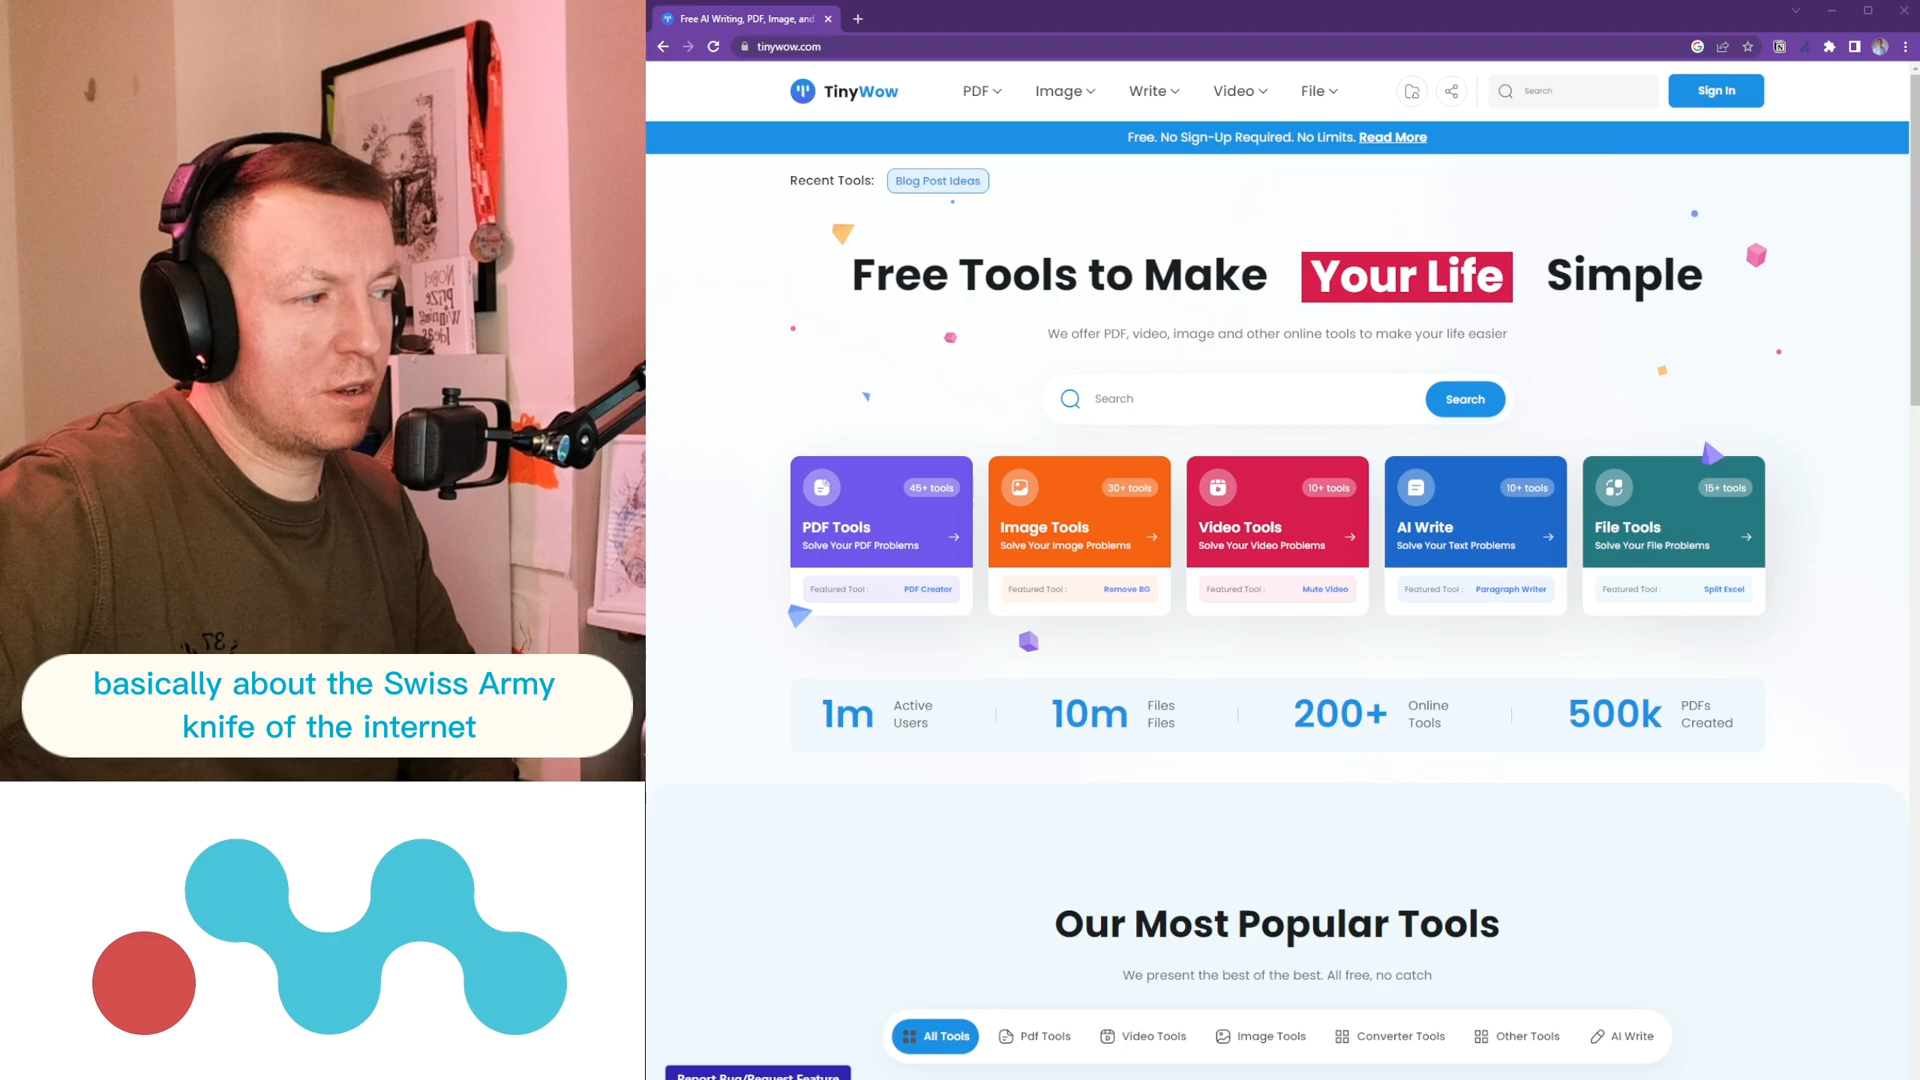 Free AI Writing, PDF, Image, and
tinywow.com
TinyWow
PDF
Image
Write
Video
File
Search
Sign In
Free. No Sign-Up Required. No Limits. Read More
Recent Tools:
Blog Post Ideas
Free Tools to Make Your Life Simple
We offer PDF, video, image and other online tools to make your life easier
Search
Search
45+ tools
PDF Tools
Solve Your PDF Problems
Featured Tool :
PDF Creator
30+ tools
Image Tools
Solve Your Image Problems
Featured Tool :
Remove BG
10+ tools
Video Tools
Solve Your Video Problems
Featured Tool :
Mute Video
10+ tools
AI Write
Solve Your Text Problems
Featured Tool :
Paragraph Writer
15+ tools
File Tools
Solve Your File Problems
Featured Tool :
Split Excel
1m
Active
Users
10m
Files
Files
200+
Online
Tools
500k
PDFs
Created
Our Most Popular Tools
We present the best of the best. All free, no catch
All Tools
Pdf Tools
Video Tools
Image Tools
Converter Tools
Other Tools
AI Write
Report Bug/Request Feature
Nobel
Prize
Winning
Ideas
basically about the Swiss Army
knife of the internet